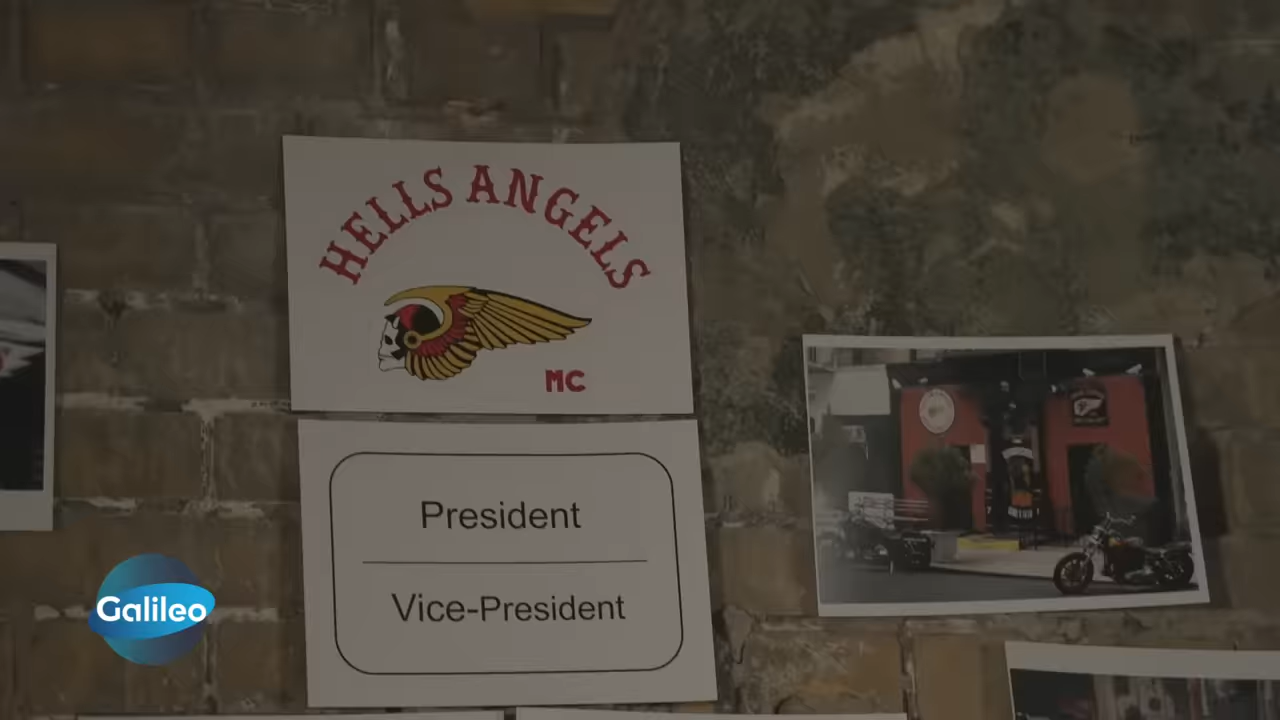 HELLS ANGELS
MC
President
Vice-President
Galileo